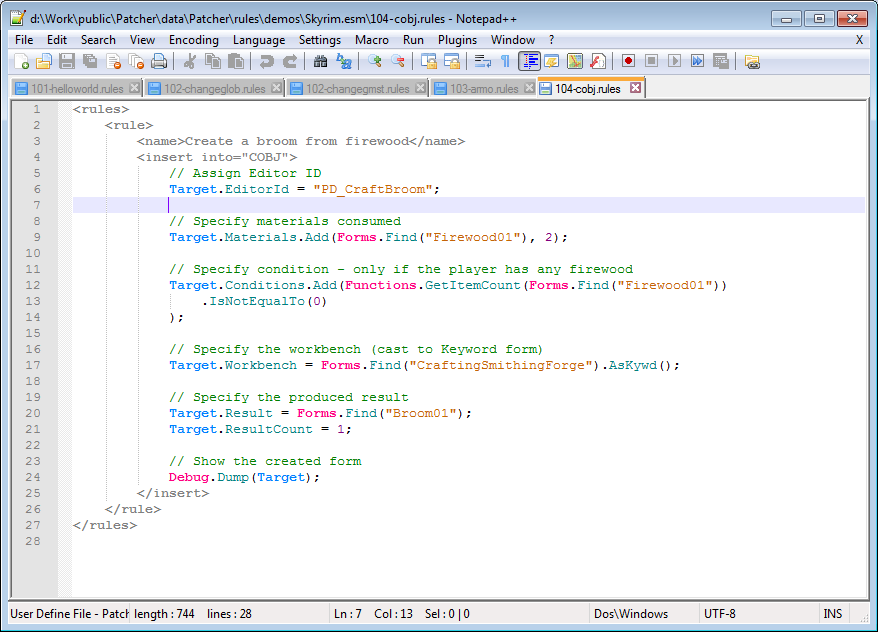 d:\Work\public\Patcher\data\Patcher\rules\demos\Skyrim.esm\104-cobj.rules - Notepad++
File Edit Search View Encoding Language Settings Macro Run Plugins Window ? X
101-helloworld.rules 102-changeglob.rules 102-changegmst.rules 103-armo.rules 104-cobj.rules
1 <rules>
2 <rule>
3 <name>Create a broom from firewood</name>
4 <insert into="COBJ">
5 // Assign Editor ID
6 Target.EditorId = "PD_CraftBroom";
7
8 // Specify materials consumed
9 Target.Materials.Add(Forms.Find("Firewood01"), 2);
10
11 // Specify condition - only if the player has any firewood
12 Target.Conditions.Add(Functions.GetItemCount(Forms.Find("Firewood01"))
13 .IsNotEqualTo(0)
14 );
15
16 // Specify the workbench (cast to Keyword form)
17 Target.Workbench = Forms.Find("CraftingSmithingForge").AsKywd();
18
19 // Specify the produced result
20 Target.Result = Forms.Find("Broom01");
21 Target.ResultCount = 1;
22
23 // Show the created form
24 Debug.Dump(Target);
25 </insert>
26 </rule>
27 </rules>
28
User Define File - Patch length : 744 lines : 28 Ln : 7 Col : 13 Sel : 0 | 0 Dos\Windows UTF-8 INS